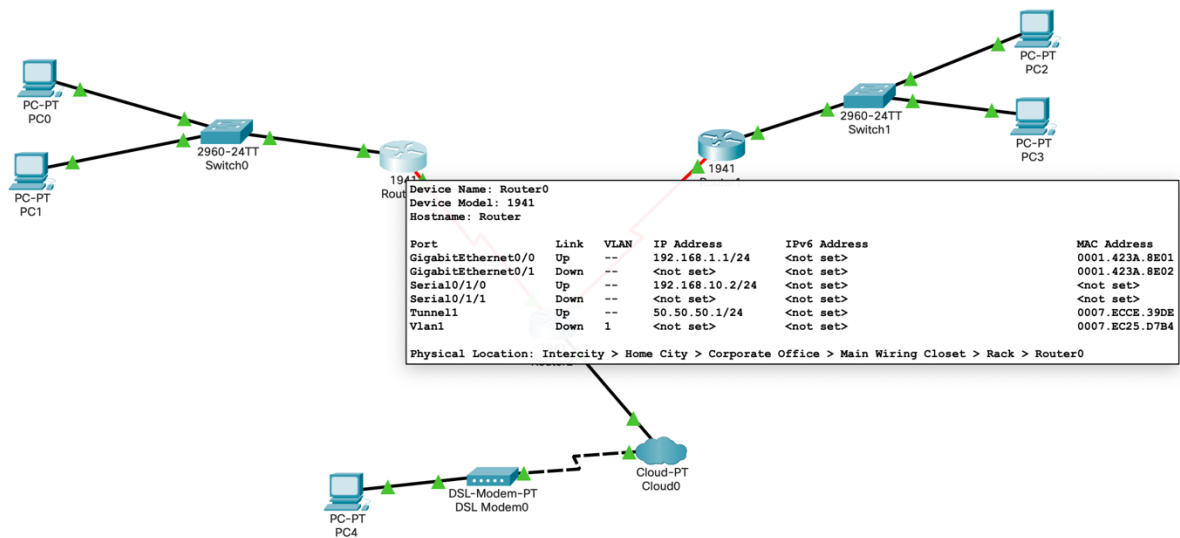 PC-PT
PC0
PC-PT
PC1
2960-24TT
Switch0
1941
PC-PT
PC2
2960-24TT
Switch1
PC-PT
PC3
1941
Device Name: Router0
Device Model: 1941
Hostname: Router
Port Link VLAN IP Address IPv6 Address MAC Address
GigabitEthernet0/0 Up -- 192.168.1.1/24 <not set> 0001.423A.8E01
GigabitEthernet0/1 Down -- <not set> <not set> 0001.423A.8E02
Serial0/1/0 Up -- 192.168.10.2/24 <not set> <not set>
Serial0/1/1 Down -- <not set> <not set> <not set>
Tunnel1 Up -- 50.50.50.1/24 <not set> 0007.ECCE.39DE
Vlan1 Down 1 <not set> <not set> 0007.EC25.D7B4
Physical Location: Intercity > Home City > Corporate Office > Main Wiring Closet > Rack > Router0
Cloud-PT
Cloud0
DSL-Modem-PT
DSL Modem0
PC-PT
PC4